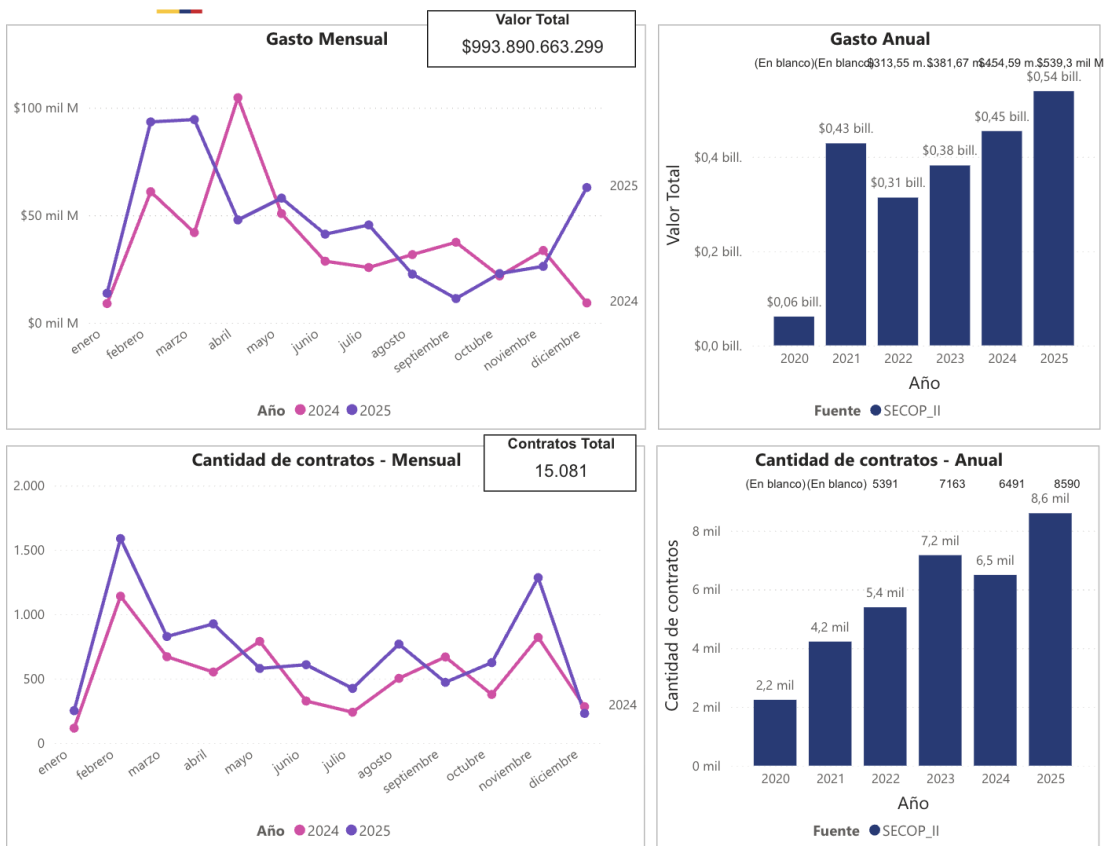 Gasto Mensual
Valor Total
$993.890.663.299
$100 mil M
$50 mil M
$0 mil M
2025
2024
enero
febrero
marzo
abril
mayo
junio
julio
agosto
septiembre
octubre
noviembre
diciembre
Año 2024 2025
Gasto Anual
(En blanco) (En blanco) $313,55 m... $381,67 m... $454,59 m... $539,3 mil M
Valor Total
$0,4 bill.
$0,2 bill.
$0,0 bill.
$0,06 bill.
$0,43 bill.
$0,31 bill.
$0,38 bill.
$0,45 bill.
$0,54 bill.
2020 2021 2022 2023 2024 2025
Año
Fuente SECOP_II
Cantidad de contratos - Mensual
Contratos Total
15.081
2.000
1.500
1.000
500
0
2024
enero
febrero
marzo
abril
mayo
junio
julio
agosto
septiembre
octubre
noviembre
diciembre
Año 2024 2025
Cantidad de contratos - Anual
(En blanco) (En blanco) 5391 7163 6491 8590
Cantidad de contratos
8 mil
6 mil
4 mil
2 mil
0 mil
2,2 mil
4,2 mil
5,4 mil
7,2 mil
6,5 mil
8,6 mil
2020 2021 2022 2023 2024 2025
Año
Fuente SECOP_II